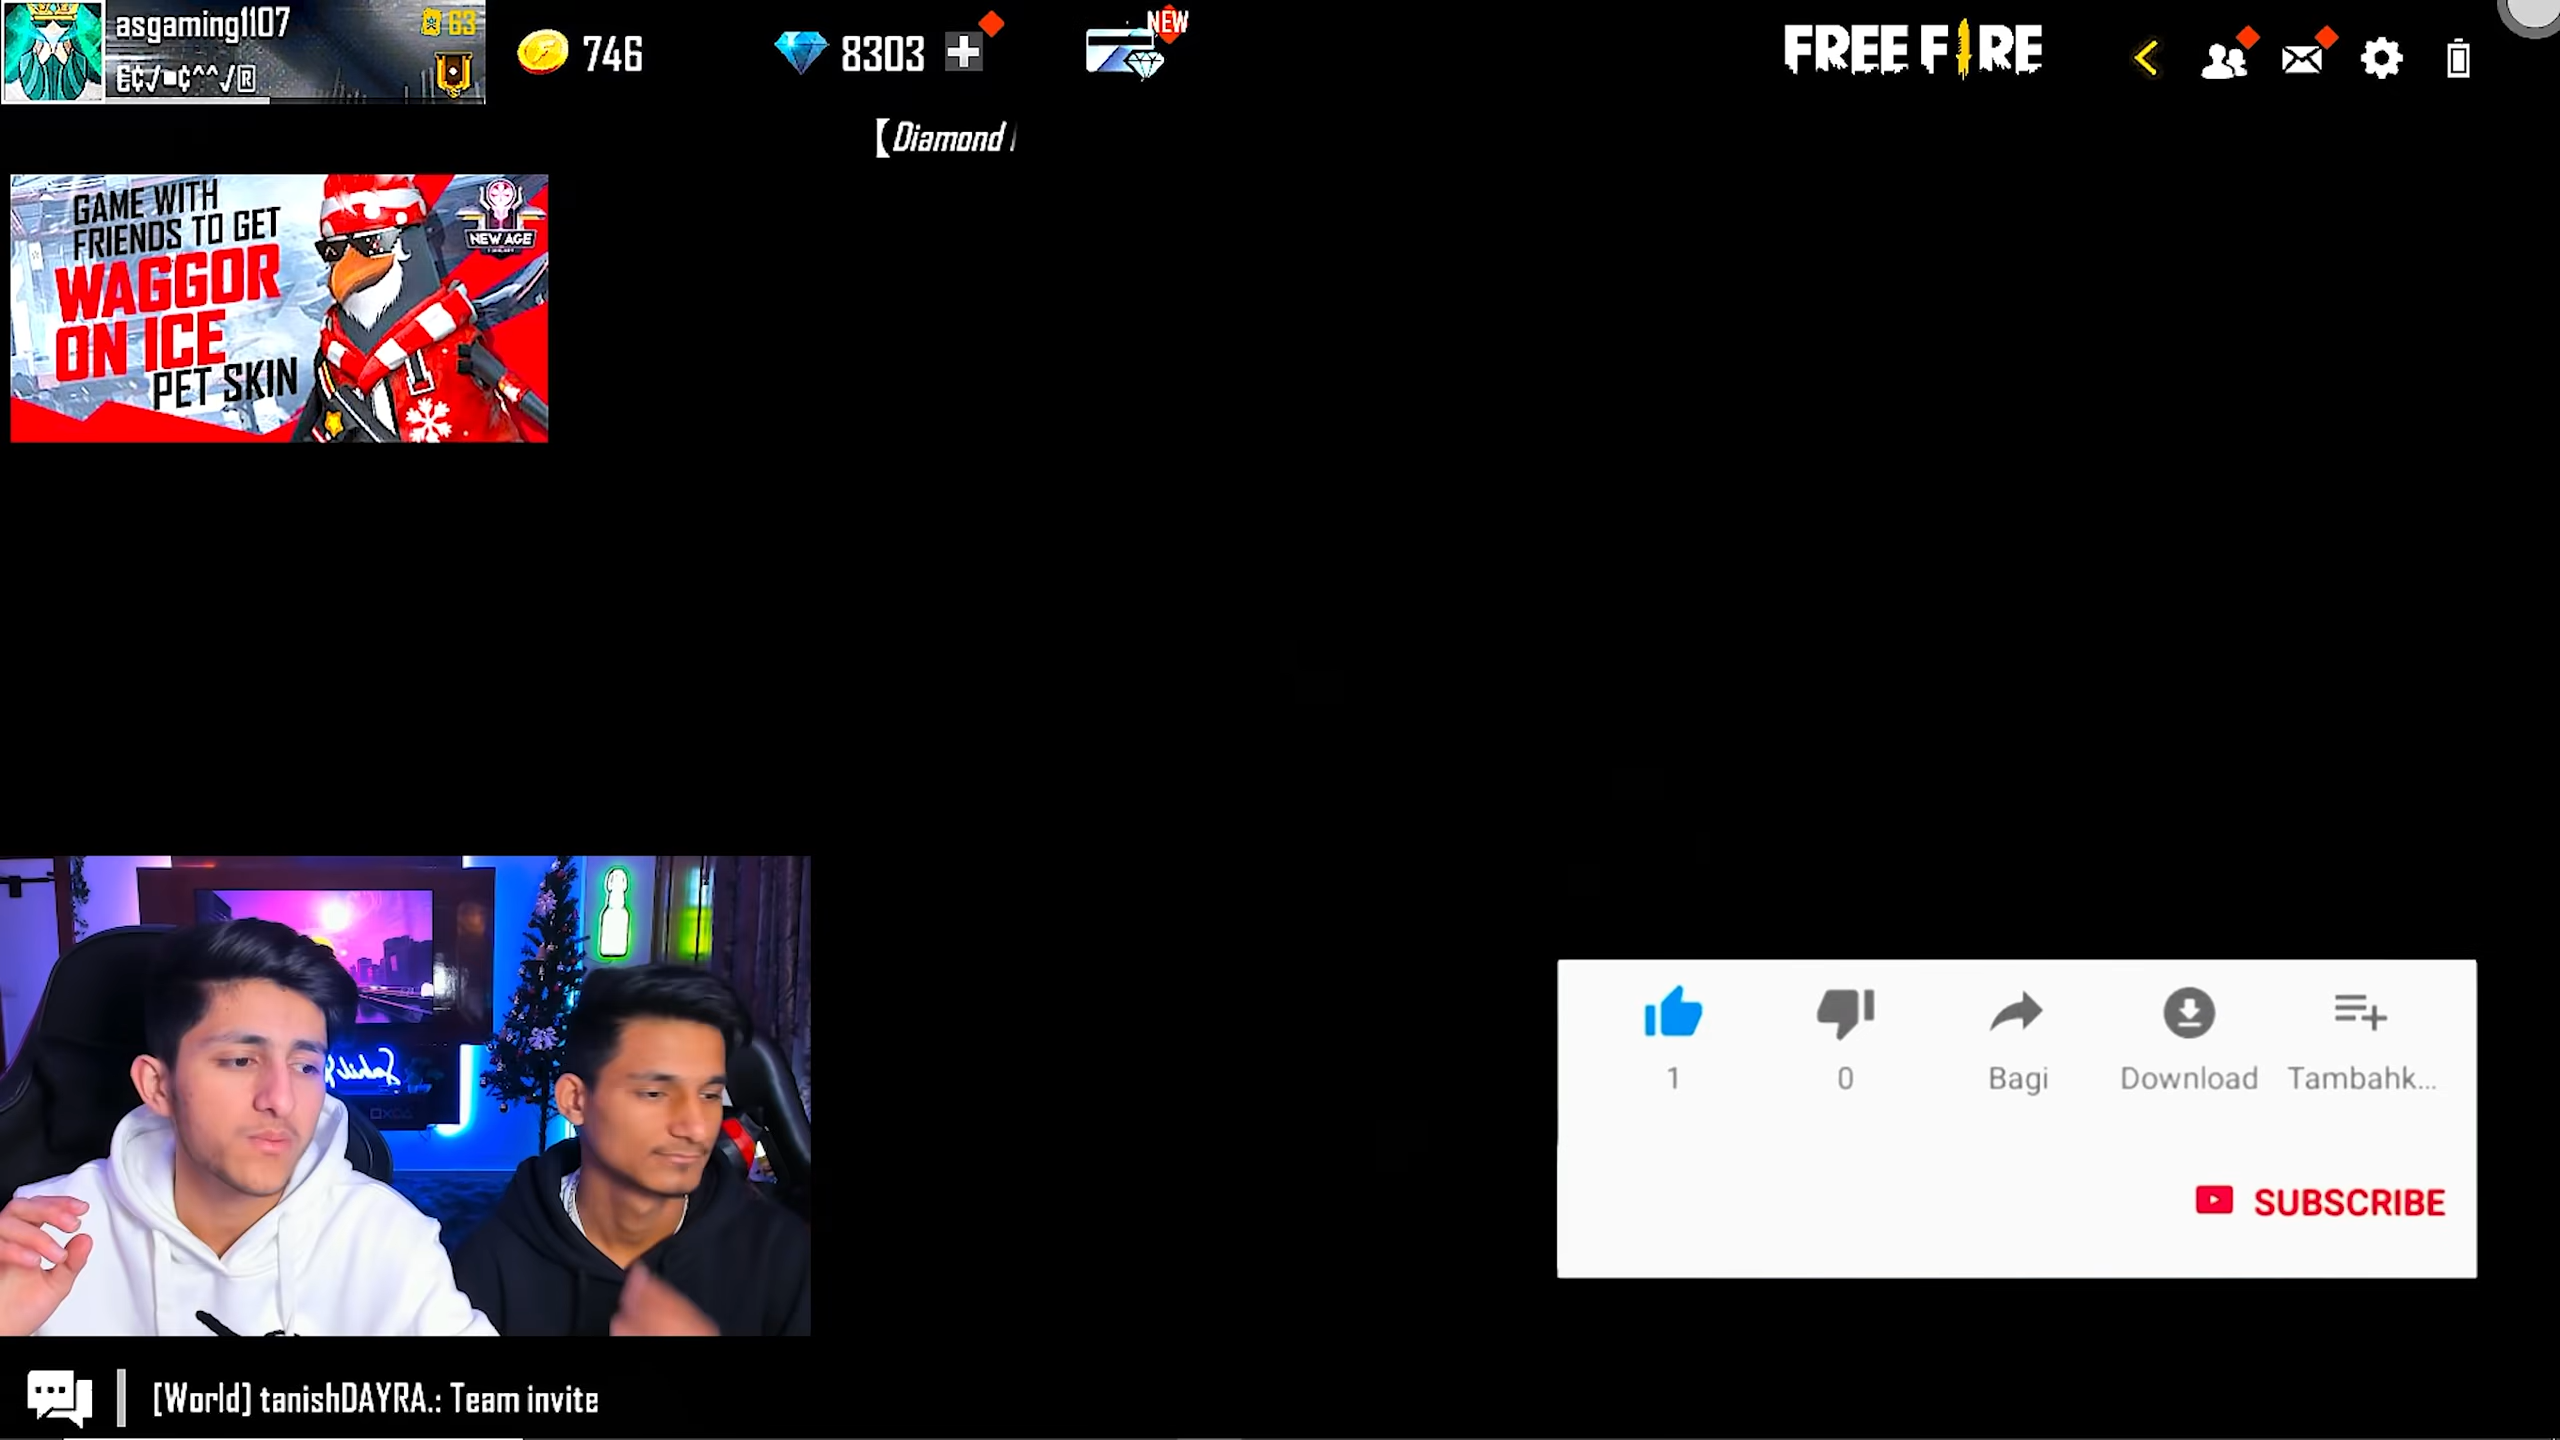 asgaming1107
63
746
8303
NEW
FREE FIRE
€¢√■¢^^√®
【Diamond
GAME WITH
FRIENDS TO GET
WAGGOR
ON ICE
PET SKIN
NEW AGE
1
0
Bagi
Download
Tambahk...
SUBSCRIBE
[World] tanishDAYRA.: Team invite